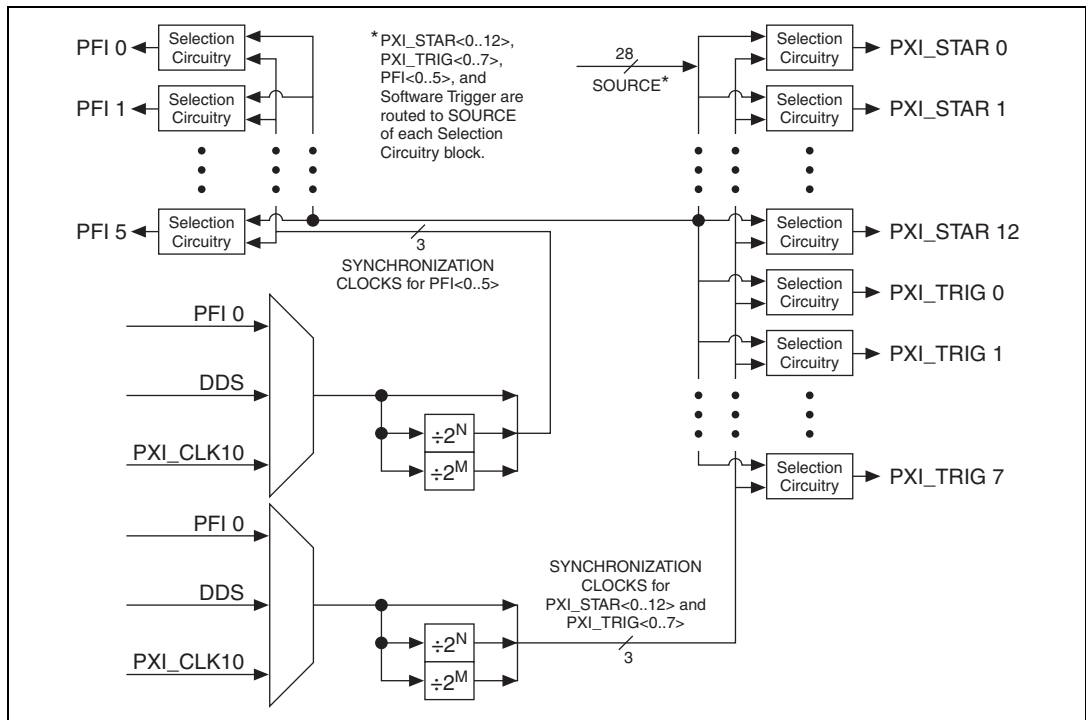 PFI 0
Selection
Circuitry
PFI 1
Selection
Circuitry
PFI 5
Selection
Circuitry
*PXI_STAR<0..12>,
PXI_TRIG<0..7>,
PFI<0..5>, and
Software Trigger are
routed to SOURCE
of each Selection
Circuitry block.
28
SOURCE*
Selection
Circuitry
PXI_STAR 0
Selection
Circuitry
PXI_STAR 1
Selection
Circuitry
PXI_STAR 12
Selection
Circuitry
PXI_TRIG 0
Selection
Circuitry
PXI_TRIG 1
Selection
Circuitry
PXI_TRIG 7
3
SYNCHRONIZATION
CLOCKS for PFI<0..5>
PFI 0
DDS
PXI_CLK10
÷2^N
÷2^M
PFI 0
DDS
PXI_CLK10
÷2^N
÷2^M
SYNCHRONIZATION
CLOCKS for
PXI_STAR<0..12> and
PXI_TRIG<0..7>
3